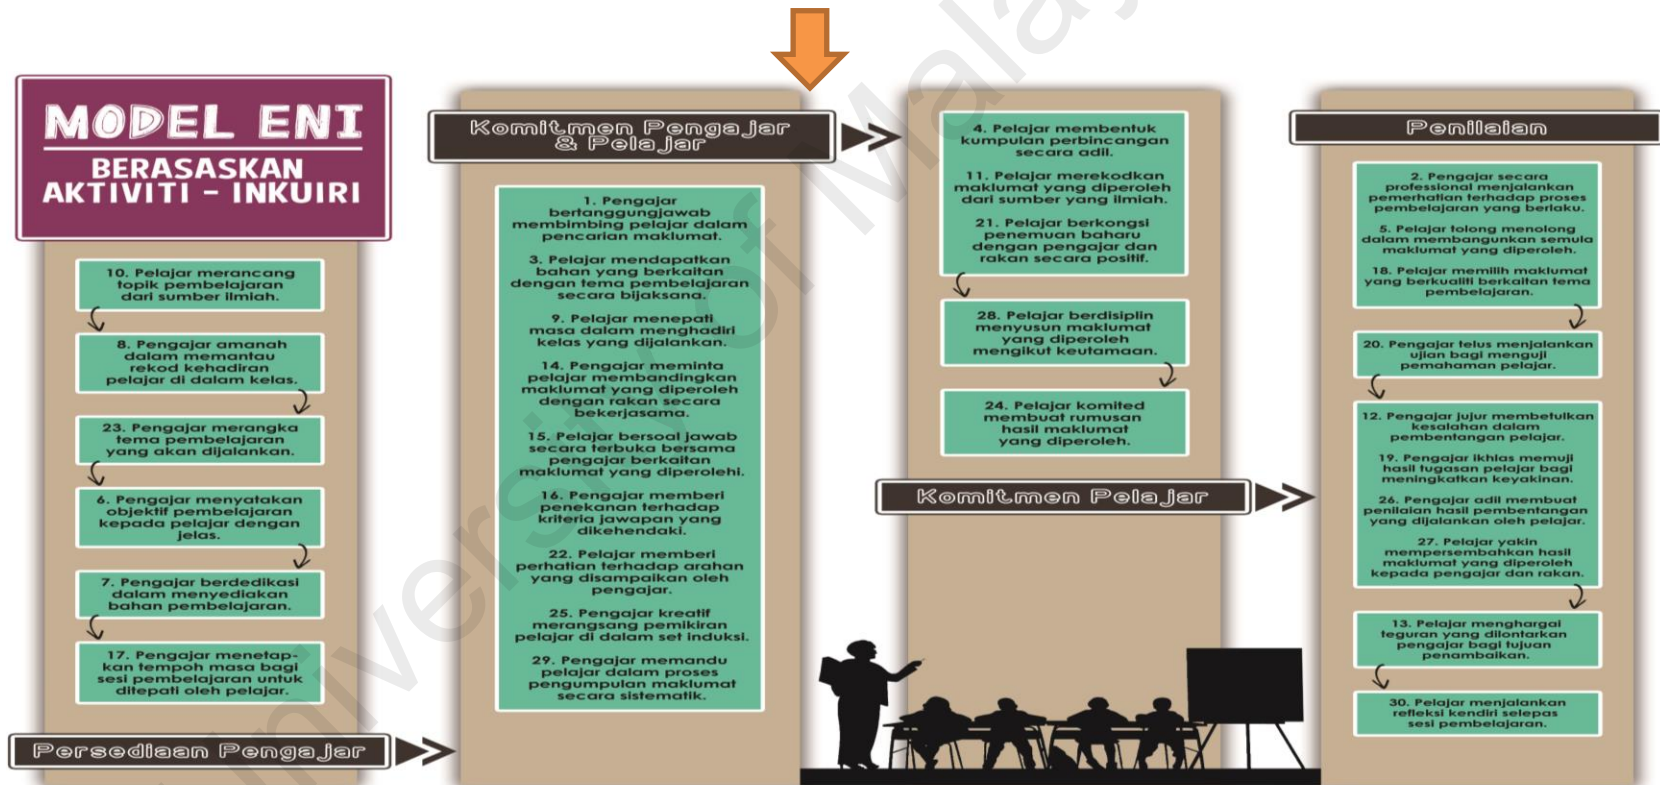 MODEL ENI
BERASASKAN
AKTIVITI - INKUIRI
10. Pelajar merancang
topik pembelajaran
dari sumber ilmiah.
8. Pengajar amanah
dalam memantau
rekod kehadiran
pelajar di dalam kelas.
23. Pengajar merangka
tema pembelajaran
yang akan dijalankan.
6. Pengajar menyatakan
objektif pembelajaran
kepada pelajar dengan
jelas.
7. Pengajar berdedikasi
dalam menyediakan
bahan pembelajaran.
17. Pengajar menetap-
kan tempoh masa bagi
sesi pembelajaran untuk
ditepati oleh pelajar.
Persediaan Pengajar
Komitmen Pengajar
& Pelajar
1. Pengajar
bertanggungjawab
membimbing pelajar dalam
pencarian maklumat.
3. Pelajar mendapatkan
bahan yang berkaitan
dengan tema pembelajaran
secara bijaksana.
9. Pelajar menepati
masa dalam menghadiri
kelas yang dijalankan.
14. Pengajar meminta
pelajar membandingkan
maklumat yang diperoleh
dengan rakan secara
bekerjasama.
15. Pelajar bersoal jawab
secara terbuka bersama
pengajar berkaitan
maklumat yang diperolehi.
16. Pengajar memberi
penekanan terhadap
kriteria jawapan yang
dikehendaki.
22. Pelajar memberi
perhatian terhadap arahan
yang disampaikan oleh
pengajar.
25. Pengajar kreatif
merangsang pemikiran
pelajar di dalam set induksi.
29. Pengajar memandu
pelajar dalam proses
pengumpulan maklumat
secara sistematik.
4. Pelajar membentuk
kumpulan perbincangan
secara adil.
11. Pelajar merekodkan
maklumat yang diperoleh
dari sumber yang ilmiah.
21. Pelajar berkongsi
penemuan baharu
dengan pengajar dan
rakan secara positif.
28. Pelajar berdisiplin
menyusun maklumat
yang diperoleh
mengikut keutamaan.
24. Pelajar komited
membuat rumusan
hasil maklumat
yang diperoleh.
Komitmen Pelajar
Penilaian
2. Pengajar secara
professional menjalankan
pemerhatian terhadap proses
pembelajaran yang berlaku.
5. Pelajar tolong menolong
dalam membangunkan semula
maklumat yang diperoleh.
18. Pelajar memilih maklumat
yang berkualiti berkaitan tema
pembelajaran.
20. Pengajar telus menjalankan
ujian bagi menguji
pemahaman pelajar.
12. Pengajar jujur membetulkan
kesalahan dalam
pembentangan pelajar.
19. Pengajar ikhlas memuji
hasil tugasan pelajar bagi
meningkatkan keyakinan.
26. Pengajar adil membuat
penilaian hasil pembentangan
yang dijalankan oleh pelajar.
27. Pelajar yakin
mempersembahkan hasil
maklumat yang diperoleh
kepada pengajar dan rakan.
13. Pelajar menghargai
teguran yang dilontarkan
pengajar bagi tujuan
penambaikan.
30. Pelajar menjalankan
refleksi kendiri selepas
sesi pembelajaran.
University of Malay